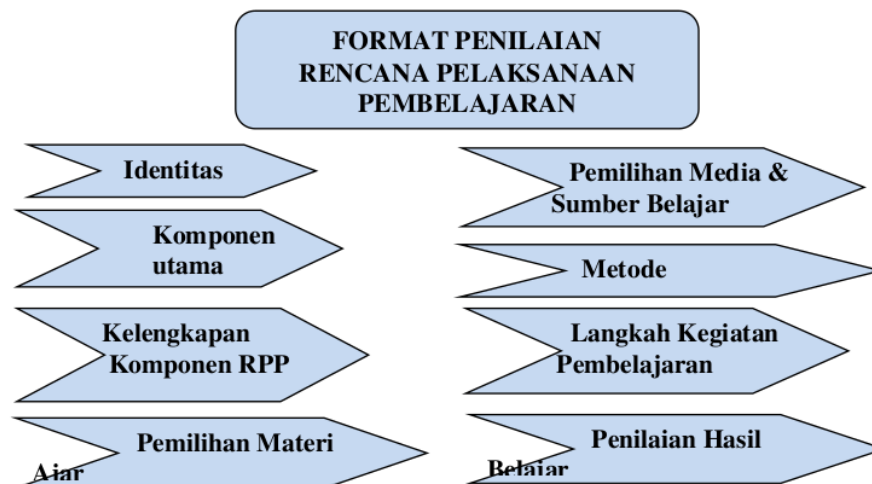 FORMAT PENILAIAN
RENCANA PELAKSANAAN
PEMBELAJARAN
Identitas
Komponen
utama
Kelengkapan
Komponen RPP
Pemilihan Materi
Ajar
Pemilihan Media &
Sumber Belajar
Metode
Langkah Kegiatan
Pembelajaran
Penilaian Hasil
Belajar